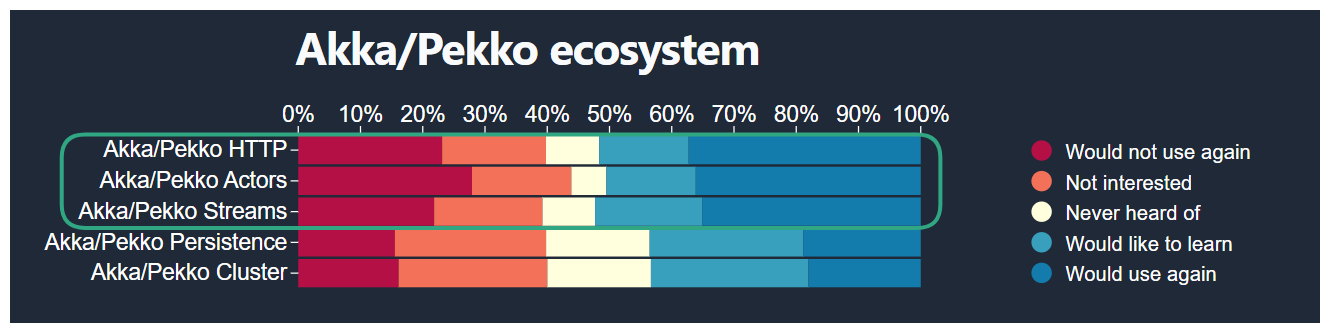 Akka/Pekko ecosystem
0% 10% 20% 30% 40% 50% 60% 70% 80% 90% 100%
Akka/Pekko HTTP
Akka/Pekko Actors
Akka/Pekko Streams
Akka/Pekko Persistence
Akka/Pekko Cluster
Would not use again
Not interested
Never heard of
Would like to learn
Would use again